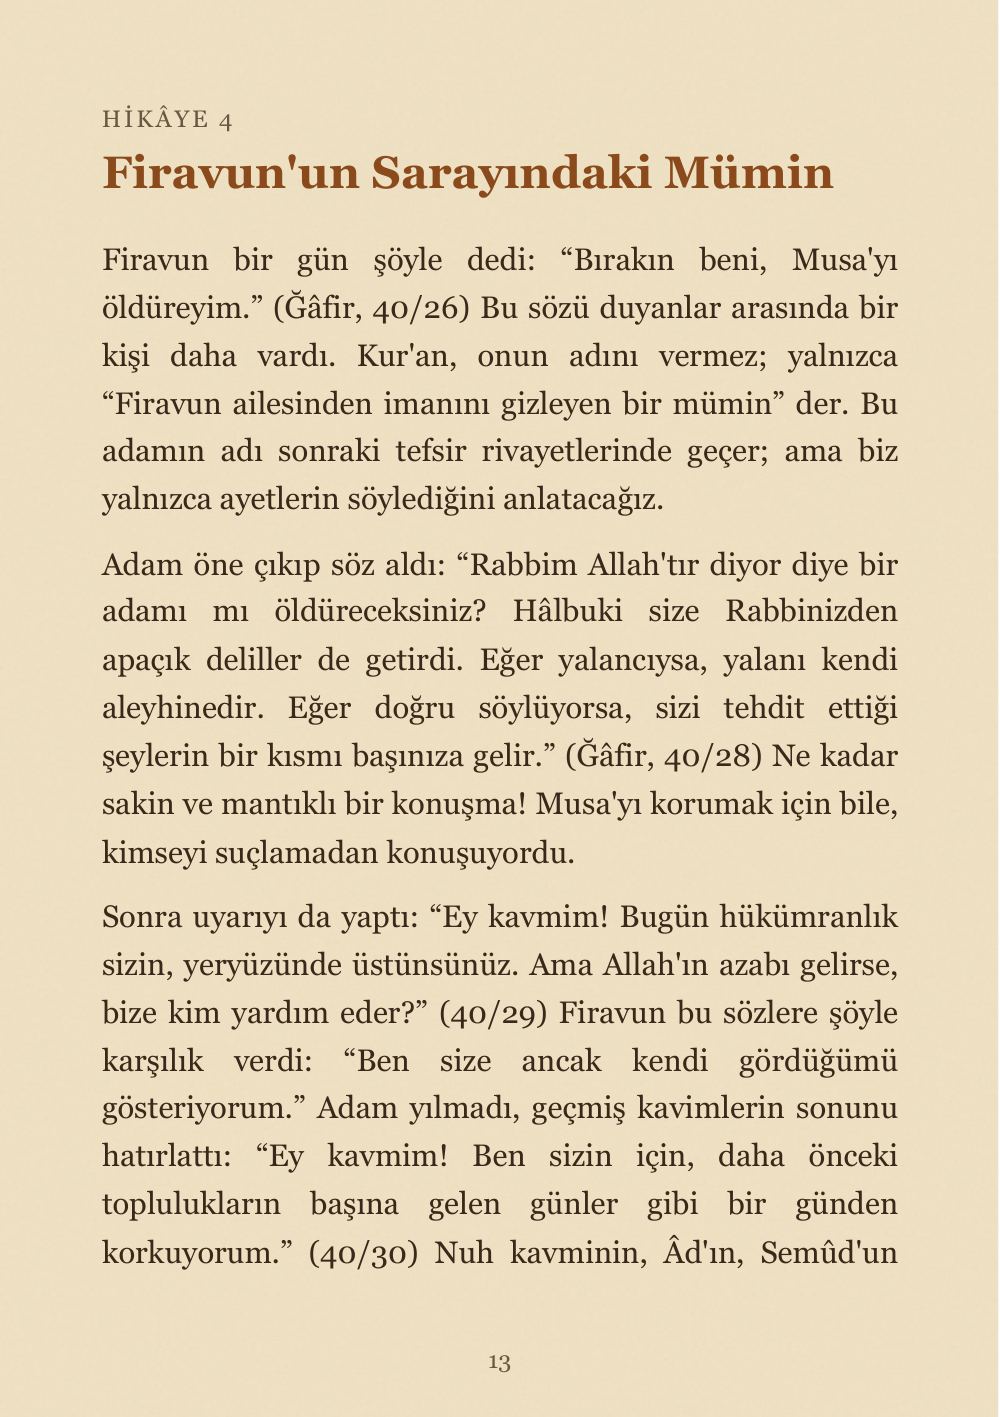 HİKÂYE 4
Firavun'un Sarayındaki Mümin
Firavun bir gün şöyle dedi: “Bırakın beni, Musa'yı
öldüreyim.” (Ğâfir, 40/26) Bu sözü duyanlar arasında bir
kişi daha vardı. Kur'an, onun adını vermez; yalnızca
“Firavun ailesinden imanını gizleyen bir mümin” der. Bu
adamın adı sonraki tefsir rivayetlerinde geçer; ama biz
yalnızca ayetlerin söylediğini anlatacağız.
Adam öne çıkıp söz aldı: “Rabbim Allah'tır diyor diye bir
adamı mı öldüreceksiniz? Hâlbuki size Rabbinizden
apaçık deliller de getirdi. Eğer yalancıysa, yalanı kendi
aleyhinedir. Eğer doğru söylüyorsa, sizi tehdit ettiği
şeylerin bir kısmı başınıza gelir.” (Ğâfir, 40/28) Ne kadar
sakin ve mantıklı bir konuşma! Musa'yı korumak için bile,
kimseyi suçlamadan konuşuyordu.
Sonra uyarıyı da yaptı: “Ey kavmim! Bugün hükümranlık
sizin, yeryüzünde üstünsünüz. Ama Allah'ın azabı gelirse,
bize kim yardım eder?” (40/29) Firavun bu sözlere şöyle
karşılık verdi: “Ben size ancak kendi gördüğümü
gösteriyorum.” Adam yılmadı, geçmiş kavimlerin sonunu
hatırlattı: “Ey kavmim! Ben sizin için, daha önceki
toplulukların başına gelen günler gibi bir günden
korkuyorum.” (40/30) Nuh kavminin, Âd'ın, Semûd'un
13